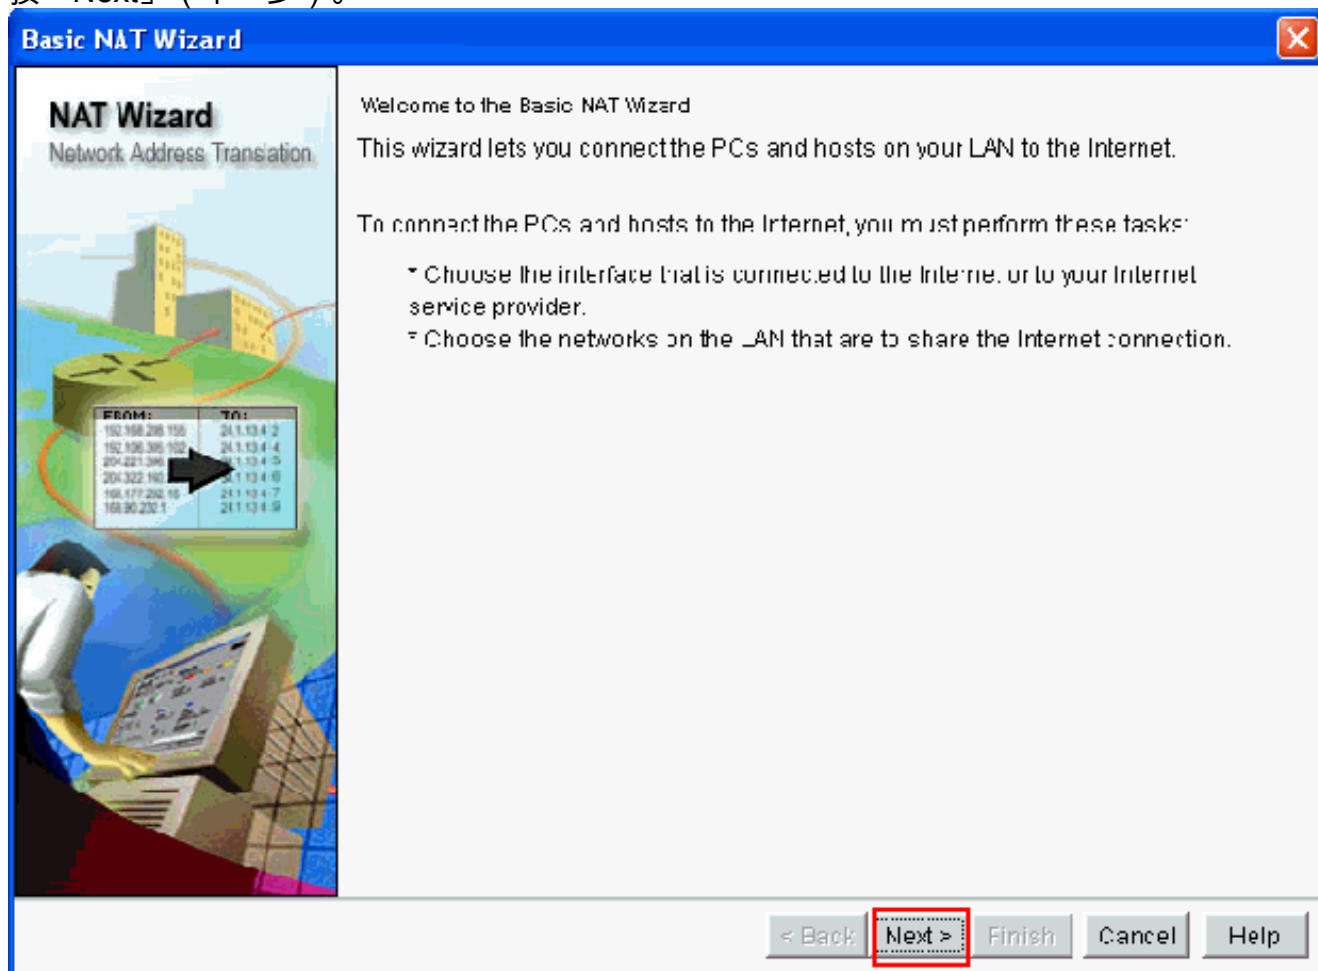 Next
Basic NAT Wizard
NAT Wizard
Network Address Translation
Welcome to the Basic NAT Wizard
This wizard lets you connect the PCs and hosts on your LAN to the Internet.
To connect the PCs and hosts to the Internet, you must perform these tasks:
* Choose the interface that is connected to the Internet or to your Internet
service provider.
* Choose the networks on the LAN that are to share the Internet connection.
FROM: TO:
< Back Next > Finish Cancel Help